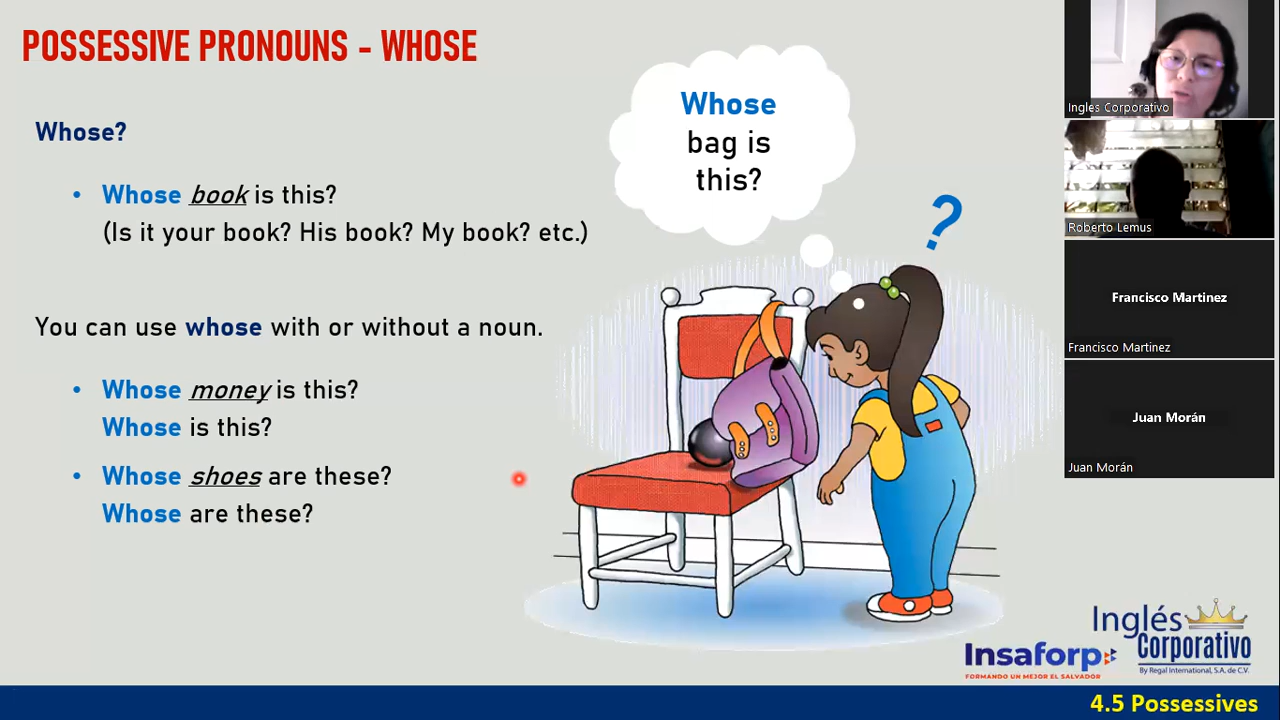 POSSESSIVE PRONOUNS - WHOSE
Whose?
• Whose book is this?
(Is it your book? His book? My book? etc.)
You can use whose with or without a noun.
• Whose money is this?
Whose is this?
• Whose shoes are these?
Whose are these?
Whose
bag is
this?
?
Ingles Corporativo
Roberto Lemus
Francisco Martinez
Francisco Martinez
Juan Morán
Juan Morán
Insaforp
FORMANDO UN MEJOR EL SALVADOR
Inglés
Corporativo
By Regal International, S.A. de C.V.
4.5 Possessives